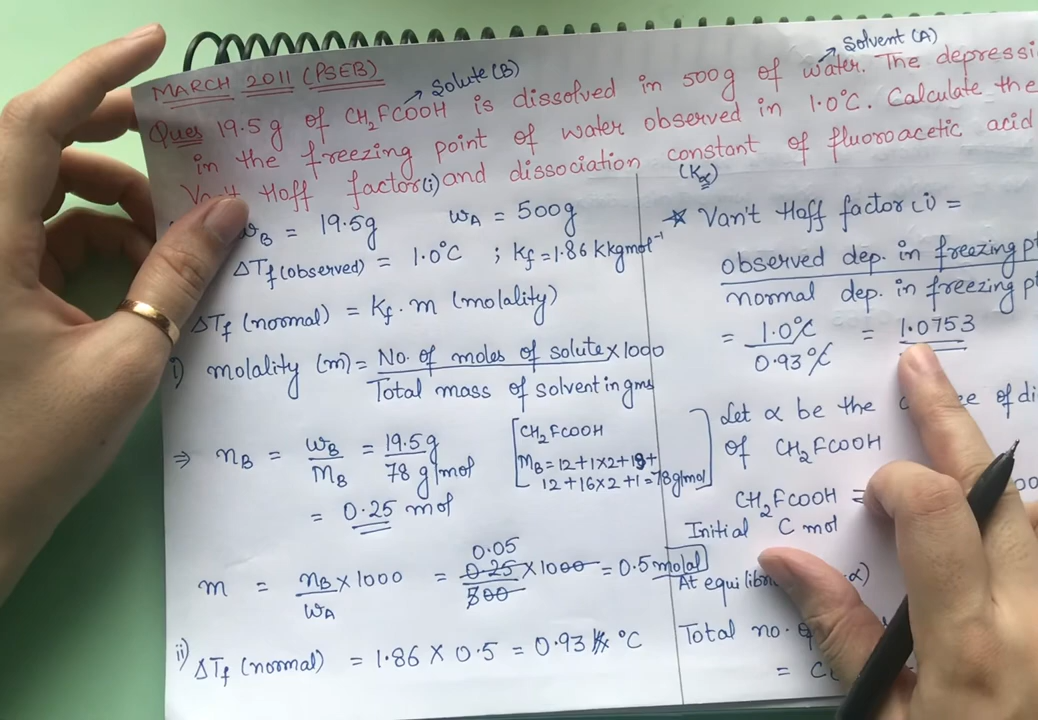 MARCH 2011 (PSEB)
Solute (B)
Solvent (A)
Ques 19.5 g of CH₂FCOOH is dissolved in 500g of water. The depressi
in the freezing point of water observed in 1.0°C. Calculate the
Van't Hoff factor(i) and dissociation constant of fluoroacetic acid
(Kα)
wB = 19.5g wA = 500g
ΔTf (observed) = 1.0°C ; Kf = 1.86 K kg mol⁻¹
ΔTf (normal) = Kf . m (molality)
i) molality (m) = No. of moles of solute × 1000
Total mass of solvent in gms
⇒ nB = wB / MB = 19.5g / 78 g/mol
= 0.25 mol
[CH₂FCOOH
MB = 12+1×2+19+
12+16×2+1=78g/mol]
m = nB / wA × 1000 = 0.25 / 500 × 1000 = 0.5 molal
0.05
ii) ΔTf (normal) = 1.86 × 0.5 = 0.93 °C
* Van't Hoff factor (i) =
observed dep. in freezing p
normal dep. in freezing p
= 1.0°C / 0.93°C = 1.0753
Let α be the of di
of CH₂FCOOH
CH₂FCOOH ⇌
Initial C mol
At equilib α)
Total no.
= C